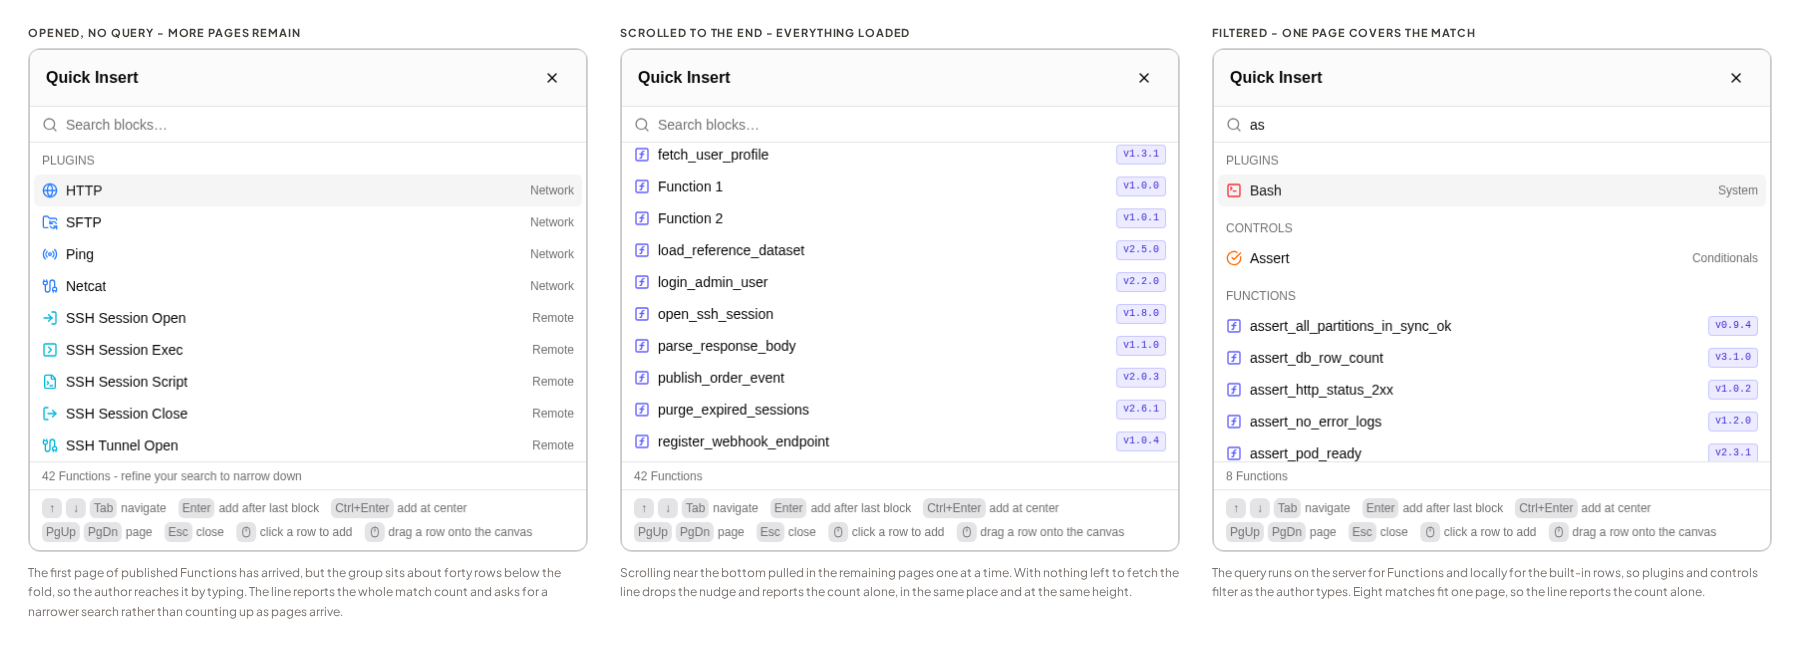 OPENED, NO QUERY – MORE PAGES REMAIN
Quick Insert
Search blocks…
PLUGINS
HTTP Network
SFTP Network
Ping Network
Netcat Network
SSH Session Open Remote
SSH Session Exec Remote
SSH Session Script Remote
SSH Session Close Remote
SSH Tunnel Open Remote
42 Functions - refine your search to narrow down
↑ ↓ Tab navigate Enter add after last block Ctrl+Enter add at center
PgUp PgDn page Esc close click a row to add drag a row onto the canvas
The first page of published Functions has arrived, but the group sits about forty rows below the
fold, so the author reaches it by typing. The line reports the whole match count and asks for a
narrower search rather than counting up as pages arrive.
SCROLLED TO THE END – EVERYTHING LOADED
Quick Insert
Search blocks…
fetch_user_profile v1.3.1
Function 1 v1.0.0
Function 2 v1.0.1
load_reference_dataset v2.5.0
login_admin_user v2.2.0
open_ssh_session v1.8.0
parse_response_body v1.1.0
publish_order_event v2.0.3
purge_expired_sessions v2.6.1
register_webhook_endpoint v1.0.4
42 Functions
↑ ↓ Tab navigate Enter add after last block Ctrl+Enter add at center
PgUp PgDn page Esc close click a row to add drag a row onto the canvas
Scrolling near the bottom pulled in the remaining pages one at a time. With nothing left to fetch the
line drops the nudge and reports the count alone, in the same place and at the same height.
FILTERED – ONE PAGE COVERS THE MATCH
Quick Insert
as
PLUGINS
Bash System
CONTROLS
Assert Conditionals
FUNCTIONS
assert_all_partitions_in_sync_ok v0.9.4
assert_db_row_count v3.1.0
assert_http_status_2xx v1.0.2
assert_no_error_logs v1.2.0
assert_pod_ready v2.3.1
8 Functions
↑ ↓ Tab navigate Enter add after last block Ctrl+Enter add at center
PgUp PgDn page Esc close click a row to add drag a row onto the canvas
The query runs on the server for Functions and locally for the built-in rows, so plugins and controls
filter as the author types. Eight matches fit one page, so the line reports the count alone.